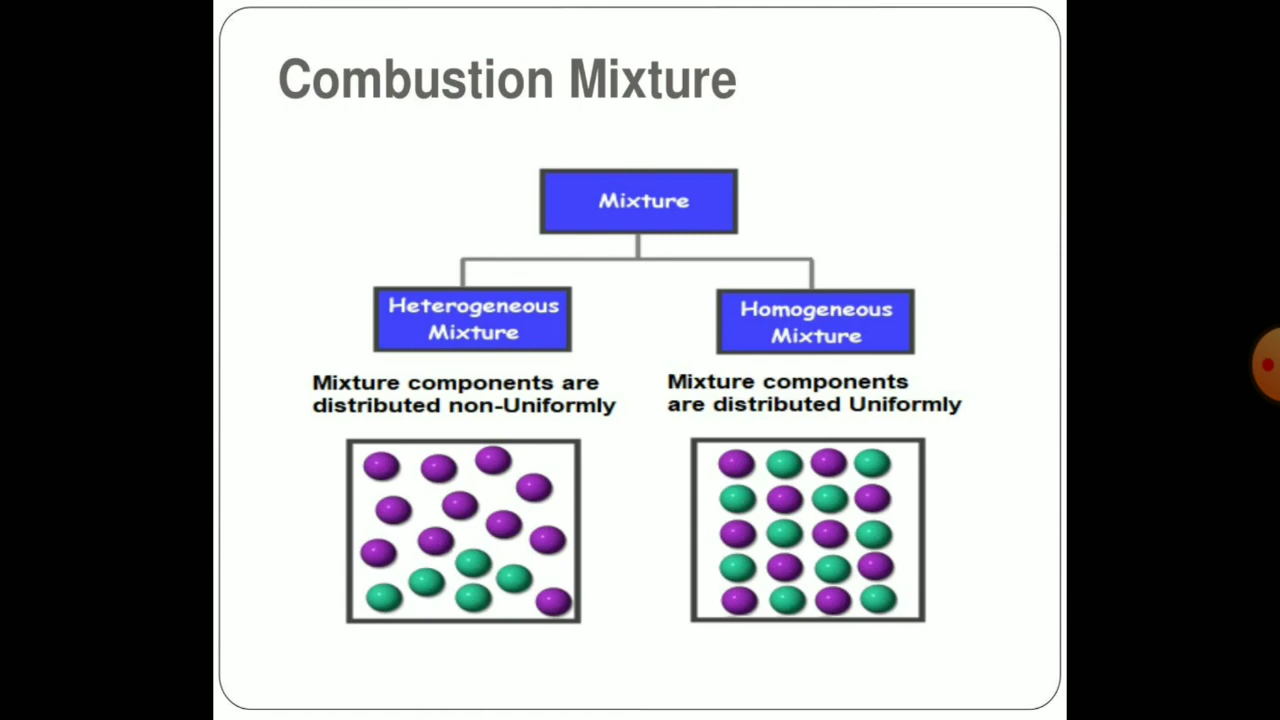 Combustion Mixture
Mixture
Heterogeneous
Mixture
Homogeneous
Mixture
Mixture components are
distributed non-Uniformly
Mixture components
are distributed Uniformly